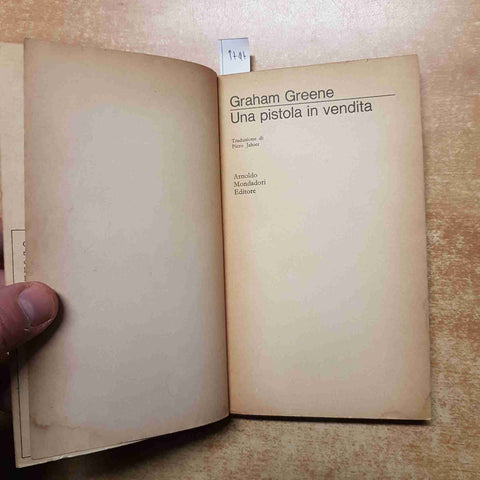 Graham Greene
Una pistola in vendita
Traduzione di
Piero Jahier
Arnoldo
Mondadori
Editore